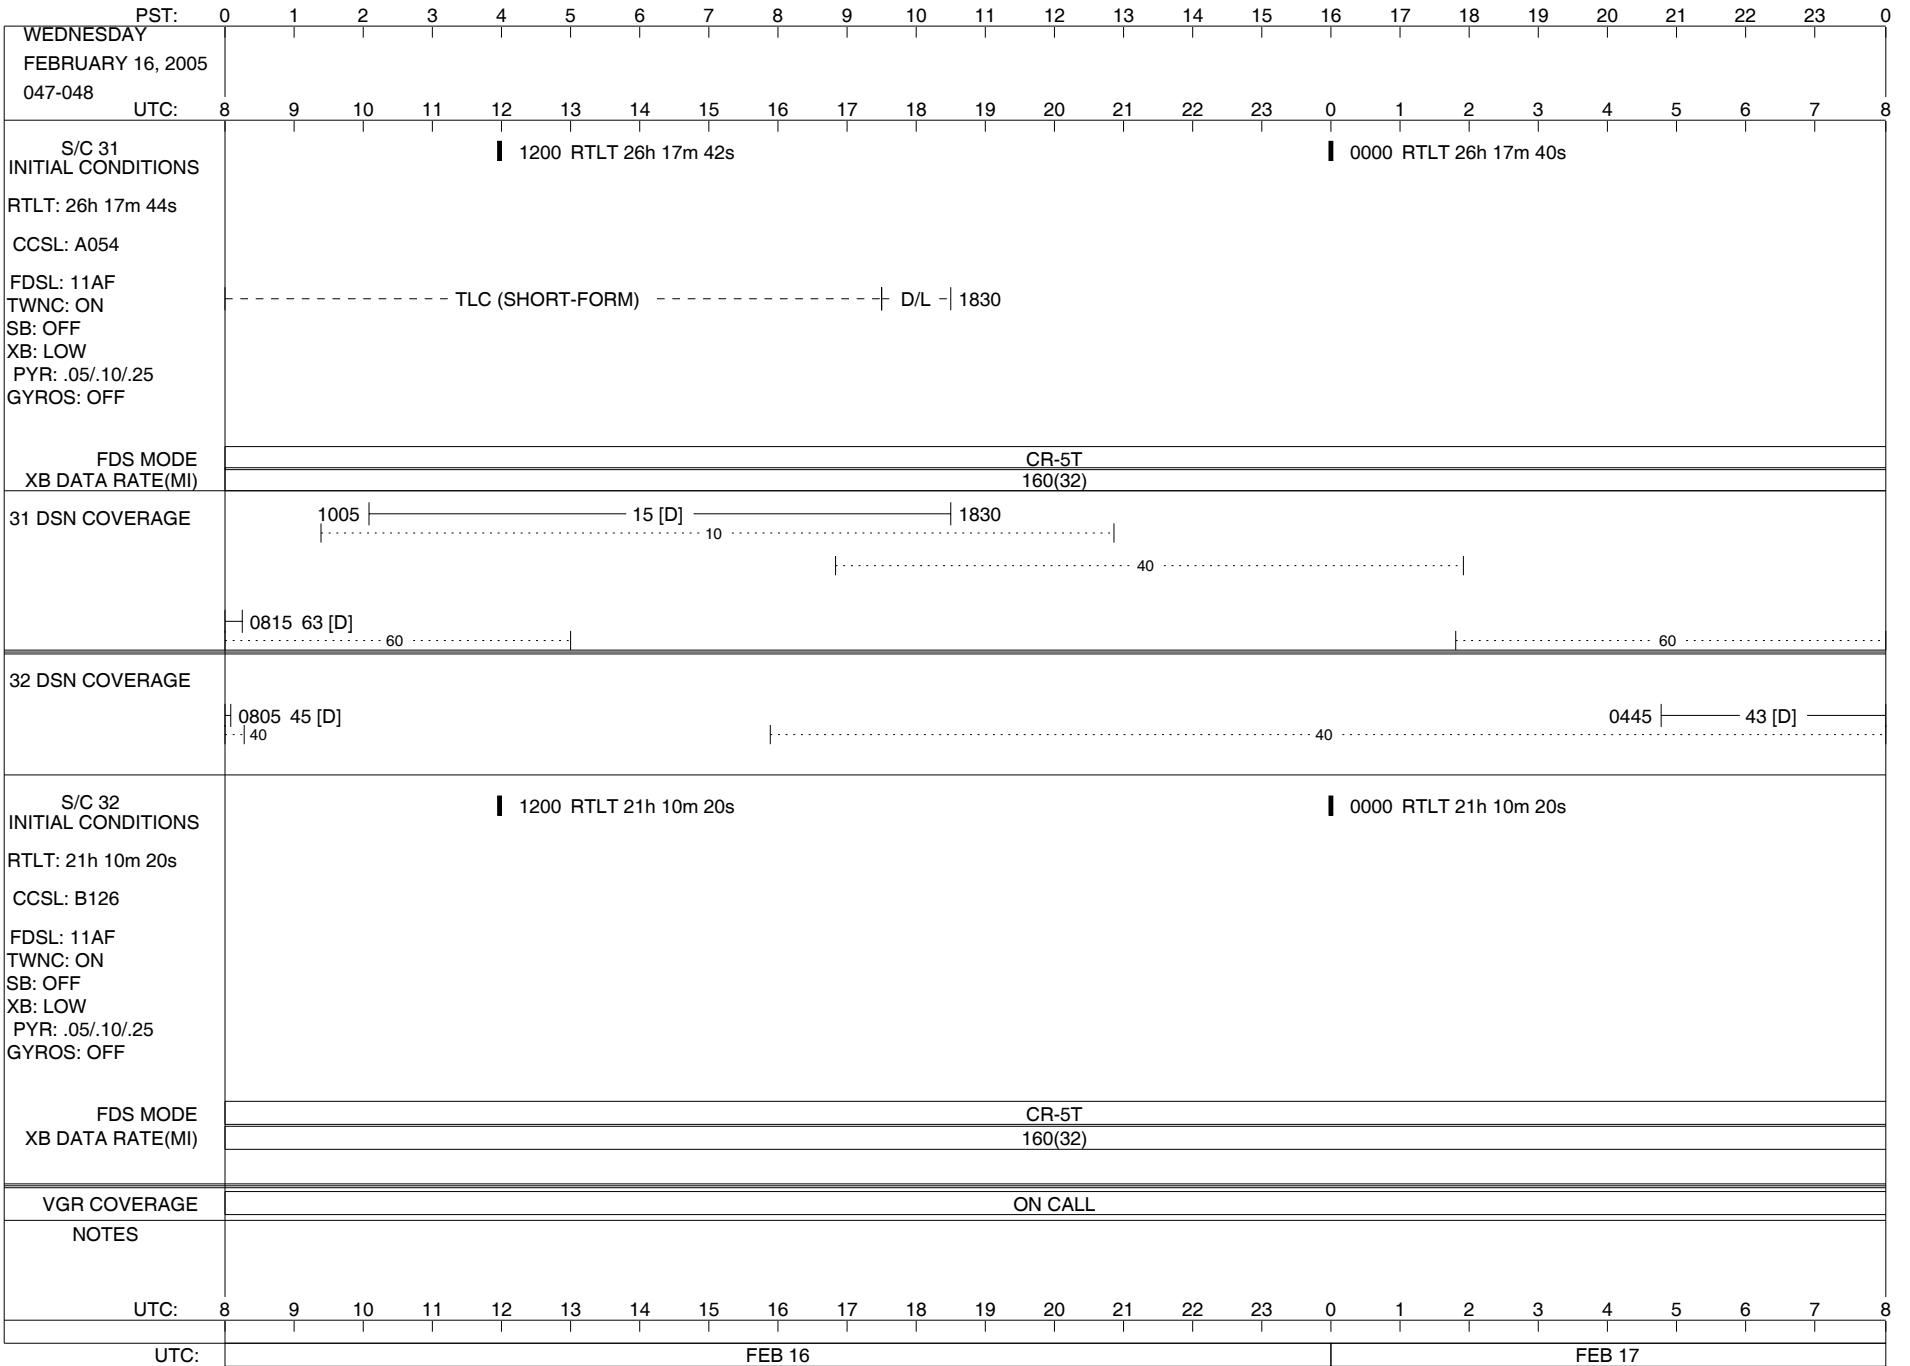 PST: 0 1 2 3 4 5 6 7 8 9 10 11 12 13 14 15 16 17 18 19 20 21 22 23 0
WEDNESDAY
FEBRUARY 16, 2005
047-048
UTC: 8 9 10 11 12 13 14 15 16 17 18 19 20 21 22 23 0 1 2 3 4 5 6 7 8
S/C 31
INITIAL CONDITIONS
1200 RTLT 26h 17m 42s
0000 RTLT 26h 17m 40s
RTLT: 26h 17m 44s
CCSL: A054
FDSL: 11AF
TWNC: ON
TLC (SHORT-FORM) D/L 1830
SB: OFF
XB: LOW
PYR: .05/.10/.25
GYROS: OFF
FDS MODE CR-5T
XB DATA RATE(MI) 160(32)
31 DSN COVERAGE
1005 15 [D] 1830
10
40
0815 63 [D]
60 60
32 DSN COVERAGE
0805 45 [D] 0445 43 [D]
40 40
S/C 32
INITIAL CONDITIONS
1200 RTLT 21h 10m 20s
0000 RTLT 21h 10m 20s
RTLT: 21h 10m 20s
CCSL: B126
FDSL: 11AF
TWNC: ON
SB: OFF
XB: LOW
PYR: .05/.10/.25
GYROS: OFF
FDS MODE CR-5T
XB DATA RATE(MI) 160(32)
VGR COVERAGE ON CALL
NOTES
UTC: 8 9 10 11 12 13 14 15 16 17 18 19 20 21 22 23 0 1 2 3 4 5 6 7 8
UTC: FEB 16 FEB 17